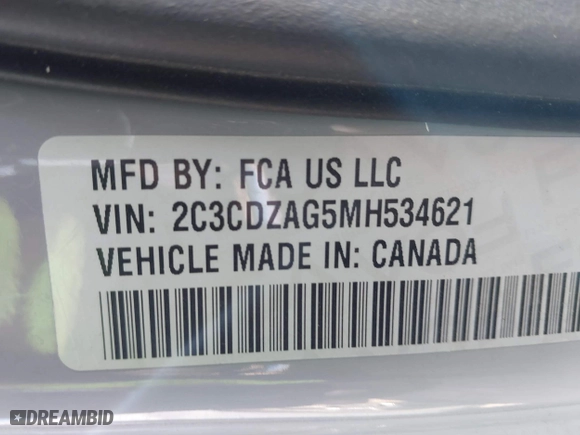 MFD BY: FCA US LLC
VIN: 2C3CDZAG5MH534621
VEHICLE MADE IN: CANADA
DREAMBID